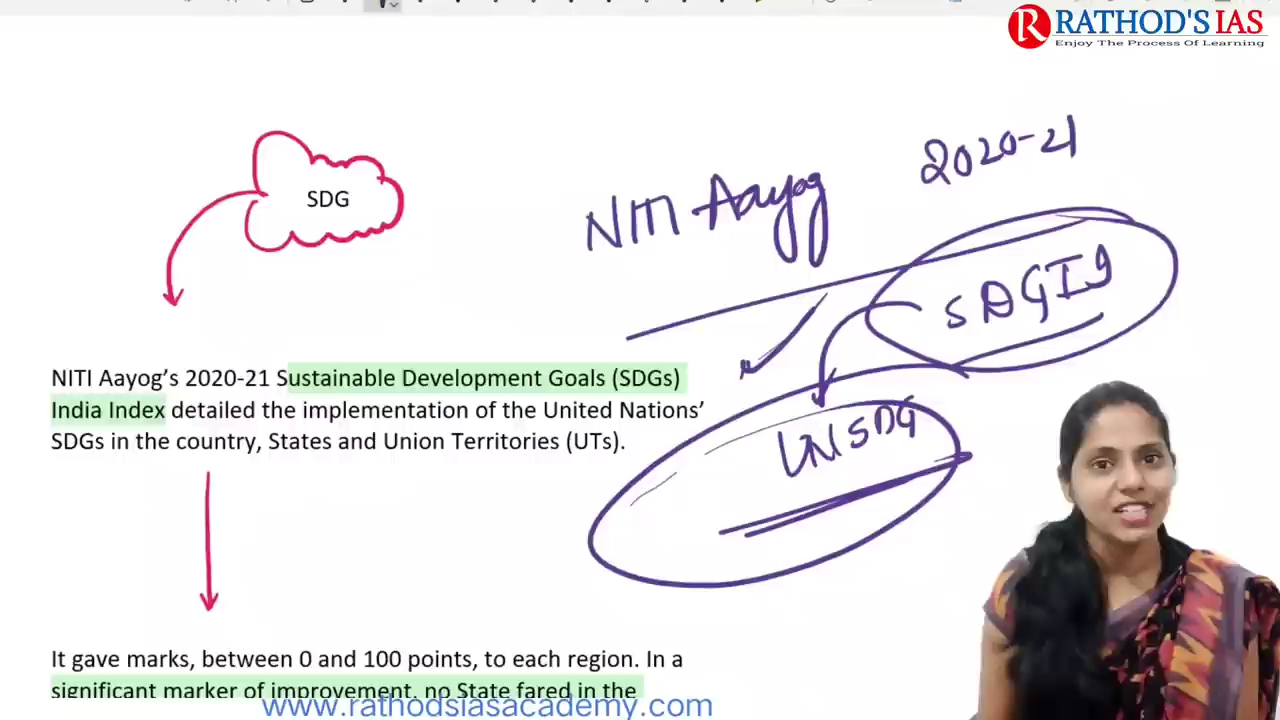 RATHOD'S IAS
Enjoy The Process Of Learning
2020-21
NITI Aayog
SDG
SDGII
UNSDG
NITI Aayog’s 2020-21 Sustainable Development Goals (SDGs)
India Index detailed the implementation of the United Nations’
SDGs in the country, States and Union Territories (UTs).
It gave marks, between 0 and 100 points, to each region. In a
significant marker of improvement, no State fared in the
www.rathodsiasacademy.com